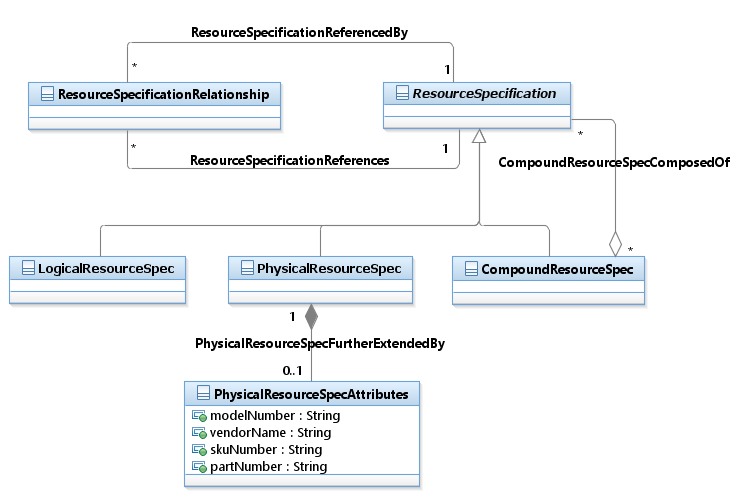 ResourceSpecificationReferencedBy
*
1
ResourceSpecificationRelationship
ResourceSpecification
*
ResourceSpecificationReferences
1
*
CompoundResourceSpecComposedOf
*
LogicalResourceSpec
PhysicalResourceSpec
CompoundResourceSpec
1
PhysicalResourceSpecFurtherExtendedBy
0..1
PhysicalResourceSpecAttributes
modelNumber : String
vendorName : String
skuNumber : String
partNumber : String